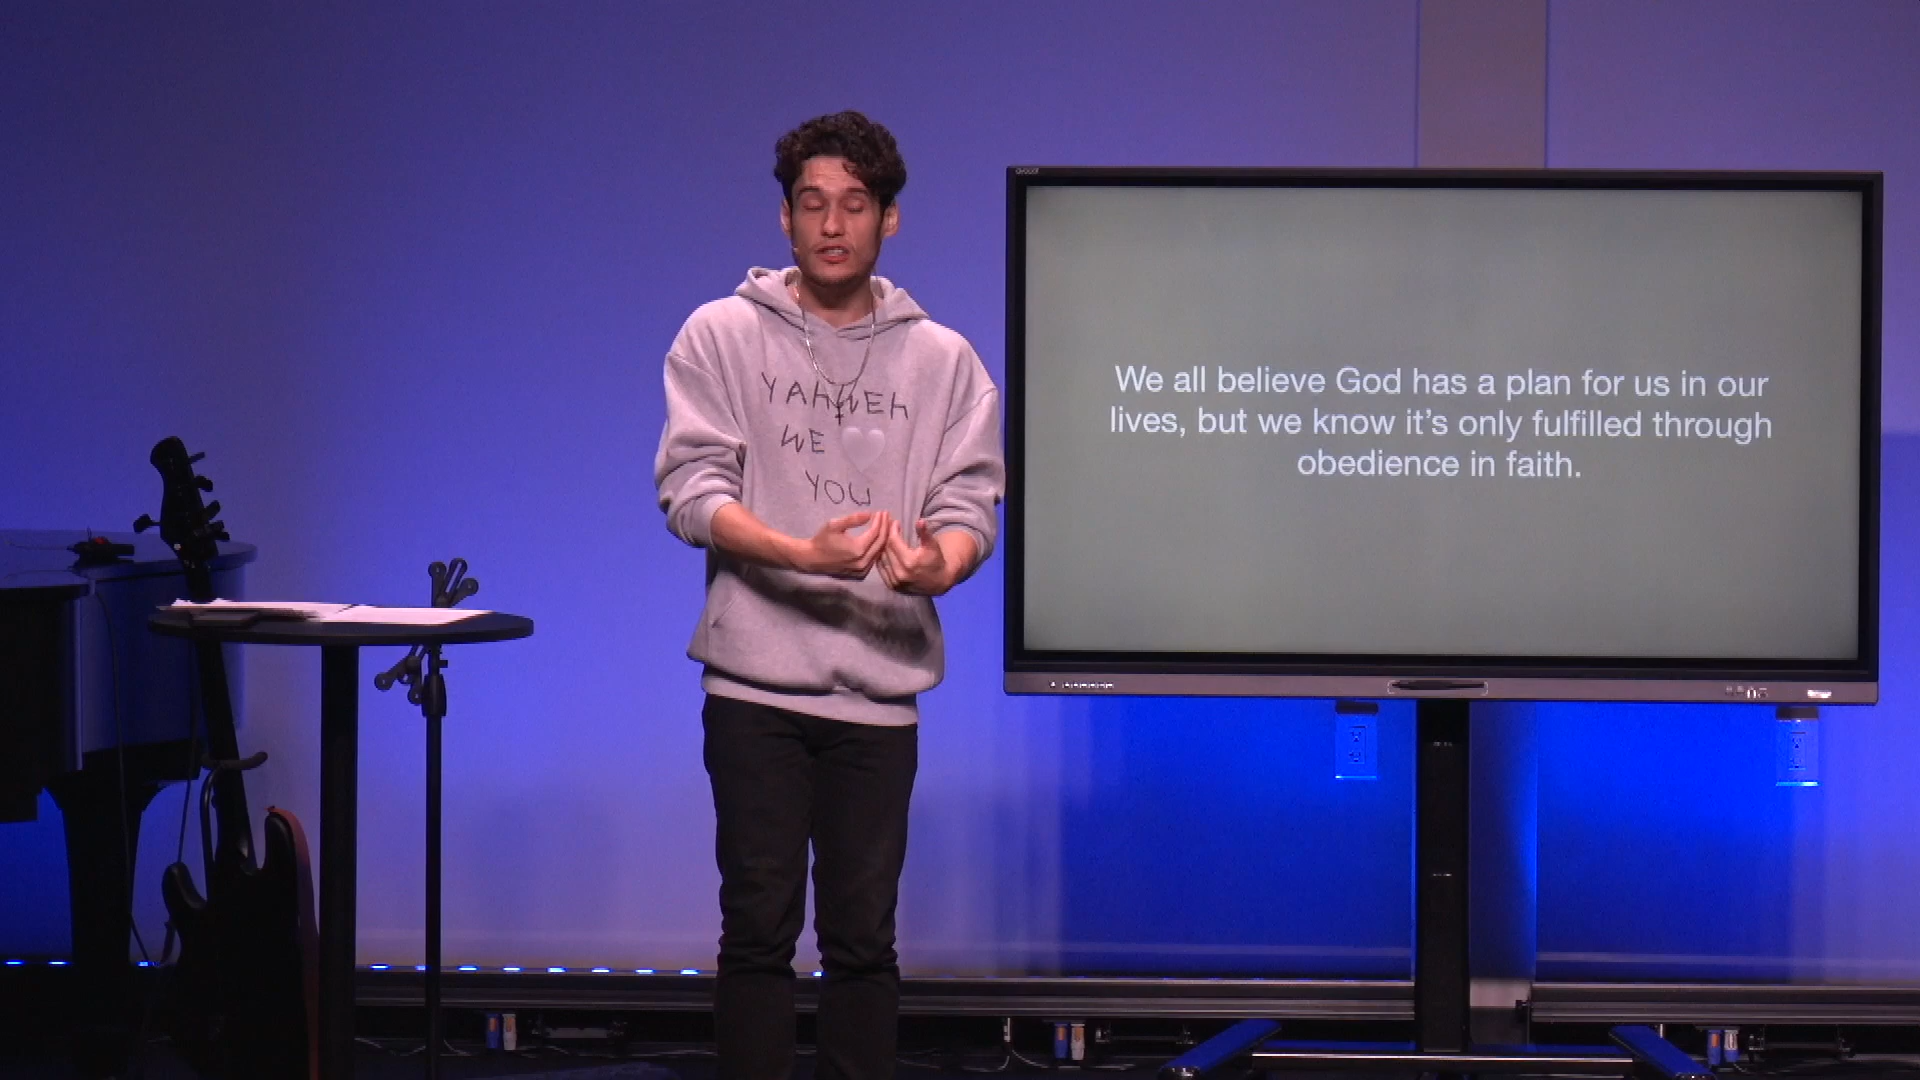 YAHWEH
WE 🤍
YOU
We all believe God has a plan for us in our
lives, but we know it’s only fulfilled through
obedience in faith.